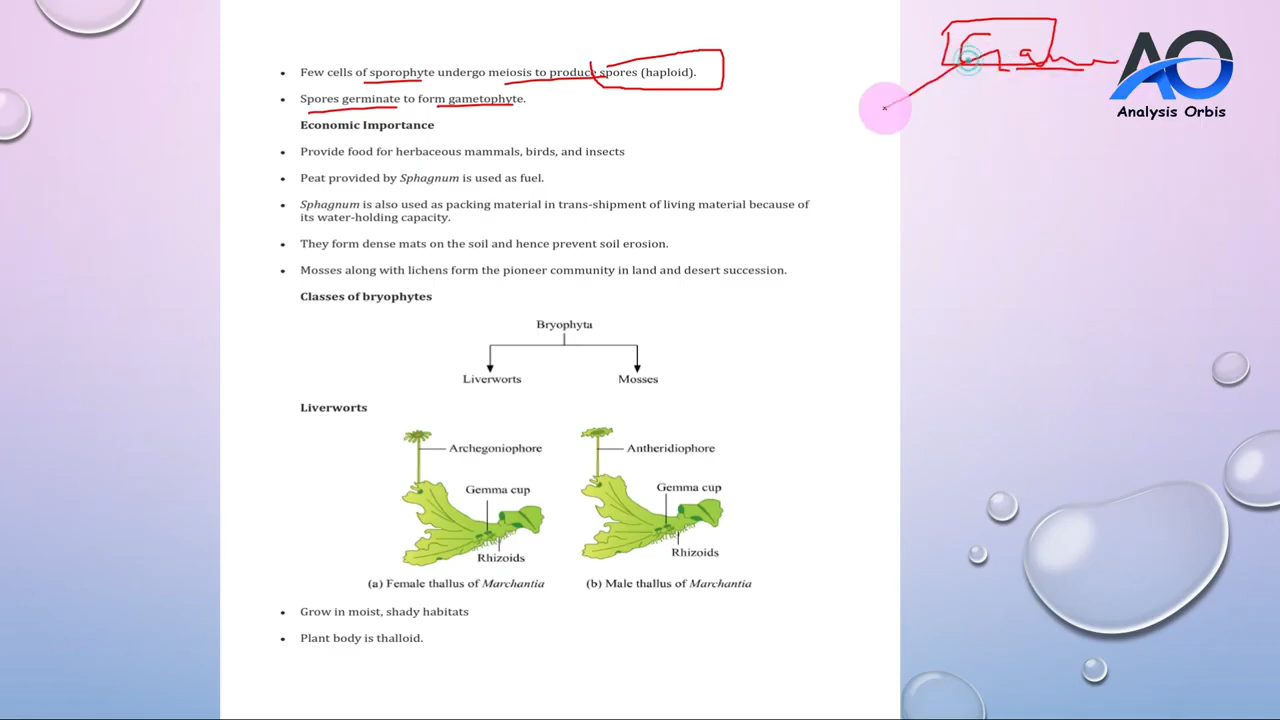 Few cells of sporophyte undergo meiosis to produce spores (haploid).
Spores germinate to form gametophyte.
Economic Importance
Provide food for herbaceous mammals, birds, and insects
Peat provided by Sphagnum is used as fuel.
Sphagnum is also used as packing material in trans-shipment of living material because of
its water-holding capacity.
They form dense mats on the soil and hence prevent soil erosion.
Mosses along with lichens form the pioneer community in land and desert succession.
Classes of bryophytes
Bryophyta
Liverworts Mosses
Liverworts
Archegoniophore Antheridiophore
Gemma cup Gemma cup
Rhizoids Rhizoids
(a) Female thallus of Marchantia (b) Male thallus of Marchantia
Grow in moist, shady habitats
Plant body is thalloid.
AO
Analysis Orbis